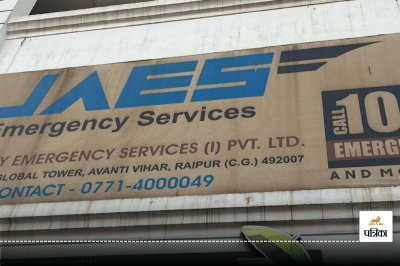 JAES
Emergency Services
Y EMERGENCY SERVICES (I) PVT. LTD.
GLOBAL TOWER, AVANTI VIHAR, RAIPUR (C.G.) 492007
CONTACT - 0771-4000049
CALL
10
EMERG
AND MO
पत्रिका